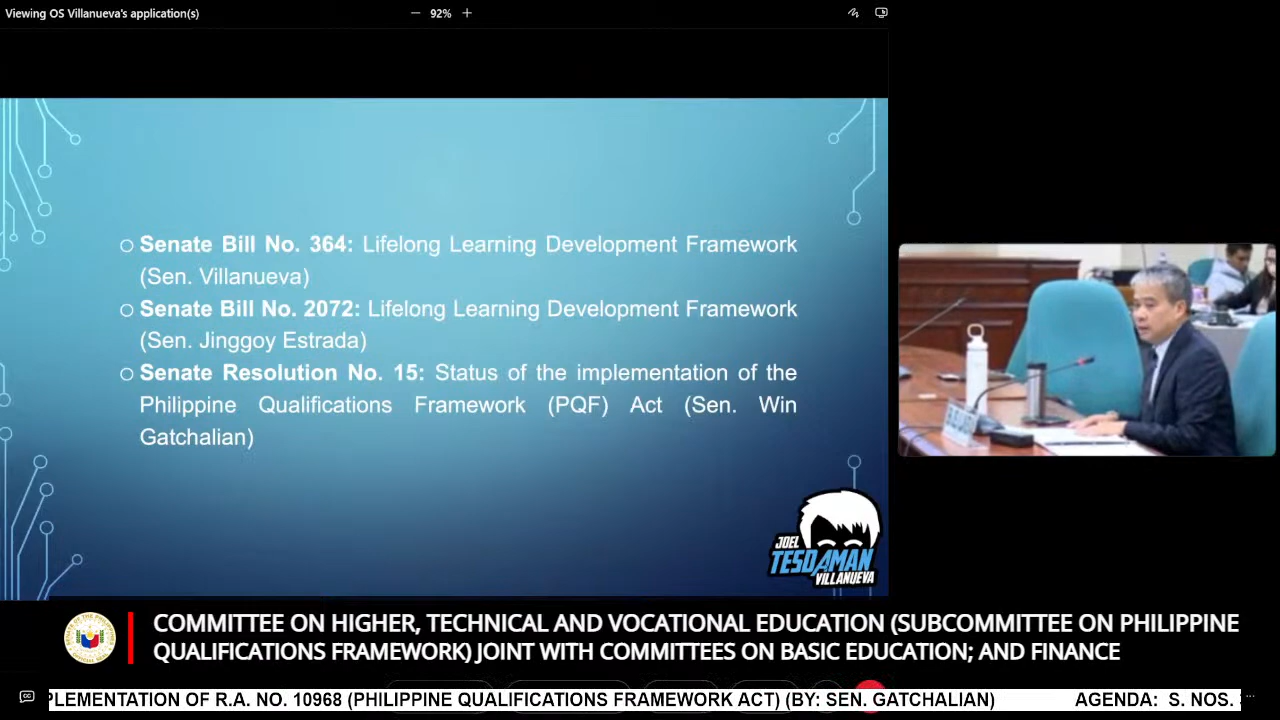 Viewing OS Villanueva's application(s)
92%
Senate Bill No. 364: Lifelong Learning Development Framework
(Sen. Villanueva)
Senate Bill No. 2072: Lifelong Learning Development Framework
(Sen. Jinggoy Estrada)
Senate Resolution No. 15: Status of the implementation of the
Philippine Qualifications Framework (PQF) Act (Sen. Win
Gatchalian)
JOEL
TESDAMAN
VILLANUEVA
COMMITTEE ON HIGHER, TECHNICAL AND VOCATIONAL EDUCATION (SUBCOMMITTEE ON PHILIPPINE
QUALIFICATIONS FRAMEWORK) JOINT WITH COMMITTEES ON BASIC EDUCATION; AND FINANCE
PLEMENTATION OF R.A. NO. 10968 (PHILIPPINE QUALIFICATIONS FRAMEWORK ACT) (BY: SEN. GATCHALIAN) AGENDA: S. NOS.